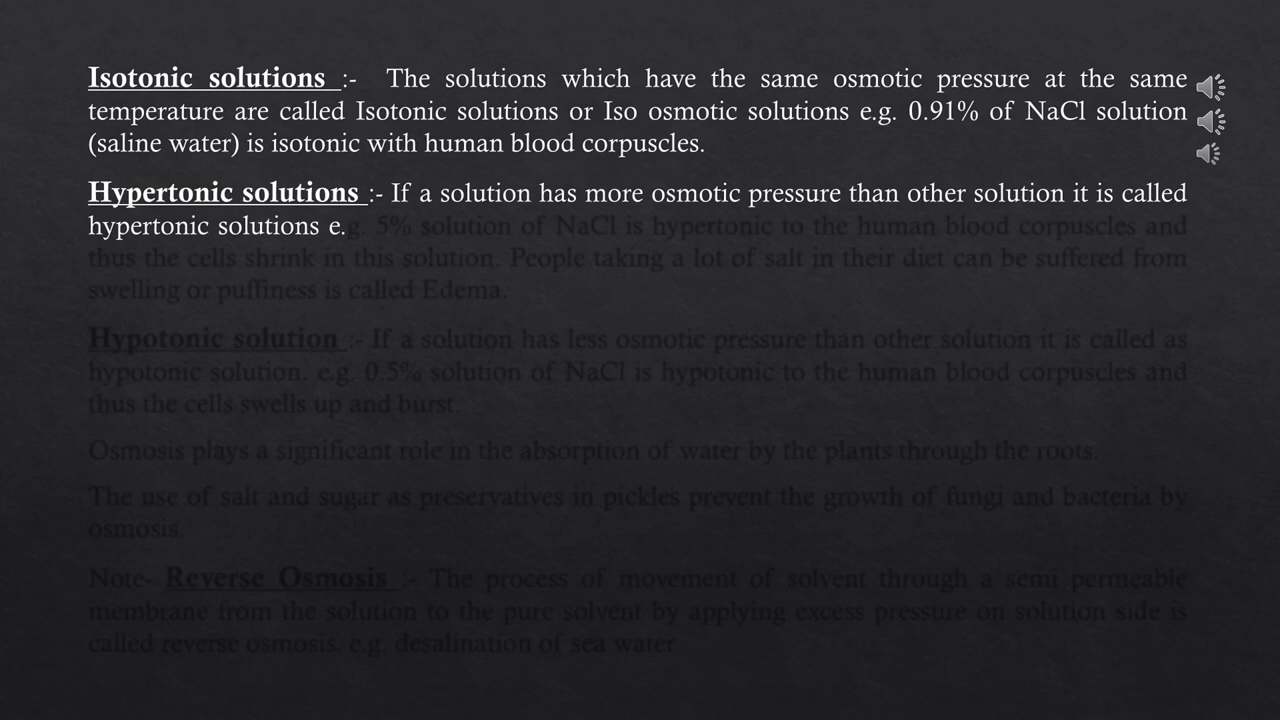 Isotonic solutions :- The solutions which have the same osmotic pressure at the same
temperature are called Isotonic solutions or Iso osmotic solutions e.g. 0.91% of NaCl solution
(saline water) is isotonic with human blood corpuscles.
Hypertonic solutions :- If a solution has more osmotic pressure than other solution it is called
hypertonic solutions e.g. 5% solution of NaCl is hypertonic to the human blood corpuscles and
thus the cells shrink in this solution. People taking a lot of salt in their diet can be suffered from
swelling or puffiness is called Edema.
Hypotonic solution :- If a solution has less osmotic pressure than other solution it is called as
hypotonic solution. e.g. 0.5% solution of NaCl is hypotonic to the human blood corpuscles and
thus the cells swells up and burst.
Osmosis plays a significant role in the absorption of water by the plants through the roots.
The use of salt and sugar as preservatives in pickles prevent the growth of fungi and bacteria by
osmosis.
Note- Reverse Osmosis :- The process of movement of solvent through a semi permeable
membrane from the solution to the pure solvent by applying excess pressure on solution side is
called reverse osmosis. e.g. desalination of sea water